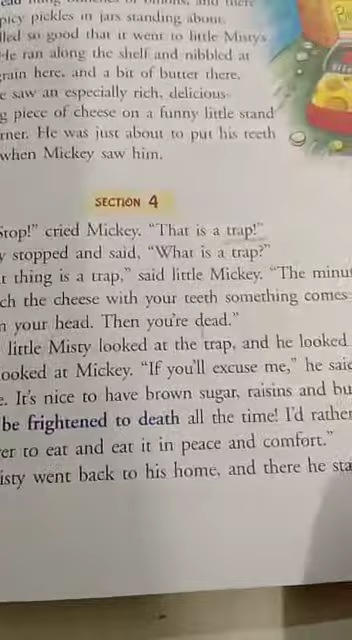 picy pickles in jars standing about.
lled so good that it went to little Mistys
He ran along the shelf and nibbled at
grain here, and a bit of butter there.
e saw an especially rich, delicious-
g piece of cheese on a funny little stand
rner. He was just about to put his teeth
when Mickey saw him.
SECTION 4
Stop!" cried Mickey. "That is a trap!"
y stopped and said, "What is a trap?"
t thing is a trap," said little Mickey. "The minut
ch the cheese with your teeth something comes
n your head. Then you're dead."
little Misty looked at the trap, and he looked
ooked at Mickey. "If you'll excuse me," he said
e. It's nice to have brown sugar, raisins and bu
be frightened to death all the time! I'd rather
er to eat and eat it in peace and comfort."
isty went back to his home, and there he sta